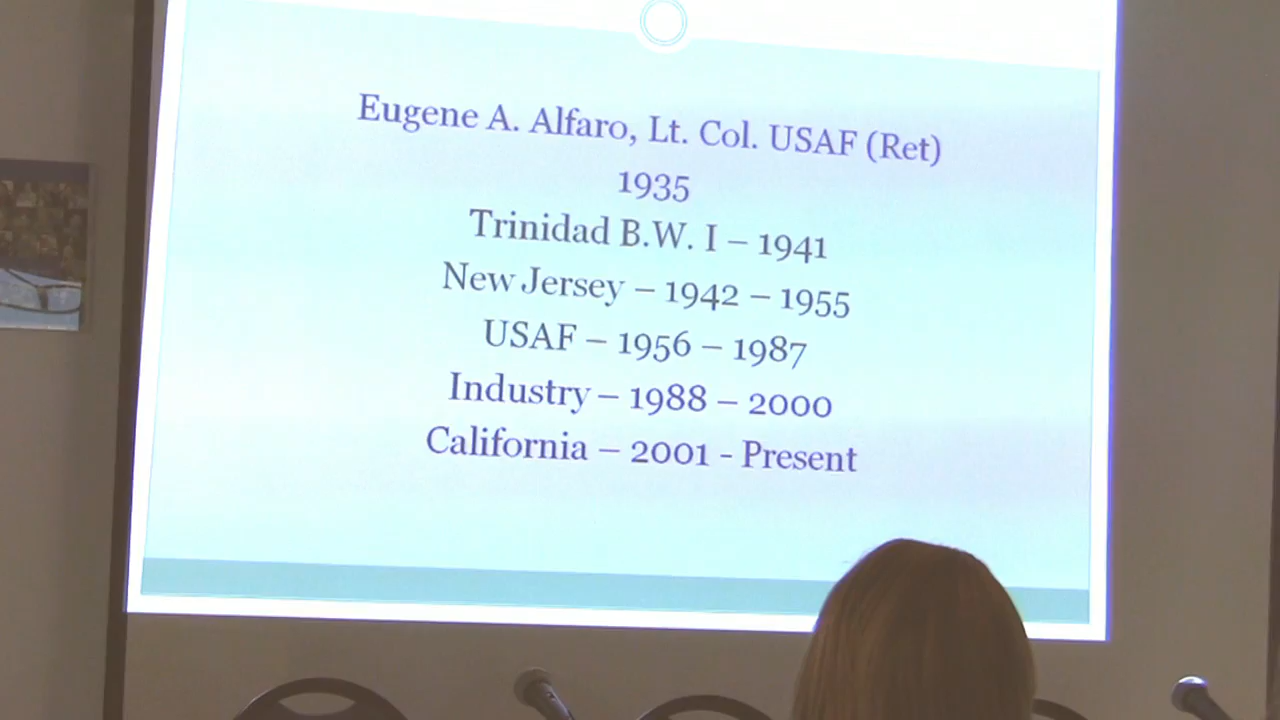 Eugene A. Alfaro, Lt. Col. USAF (Ret)
1935
Trinidad B.W. I – 1941
New Jersey – 1942 – 1955
USAF – 1956 – 1987
Industry – 1988 – 2000
California – 2001 - Present